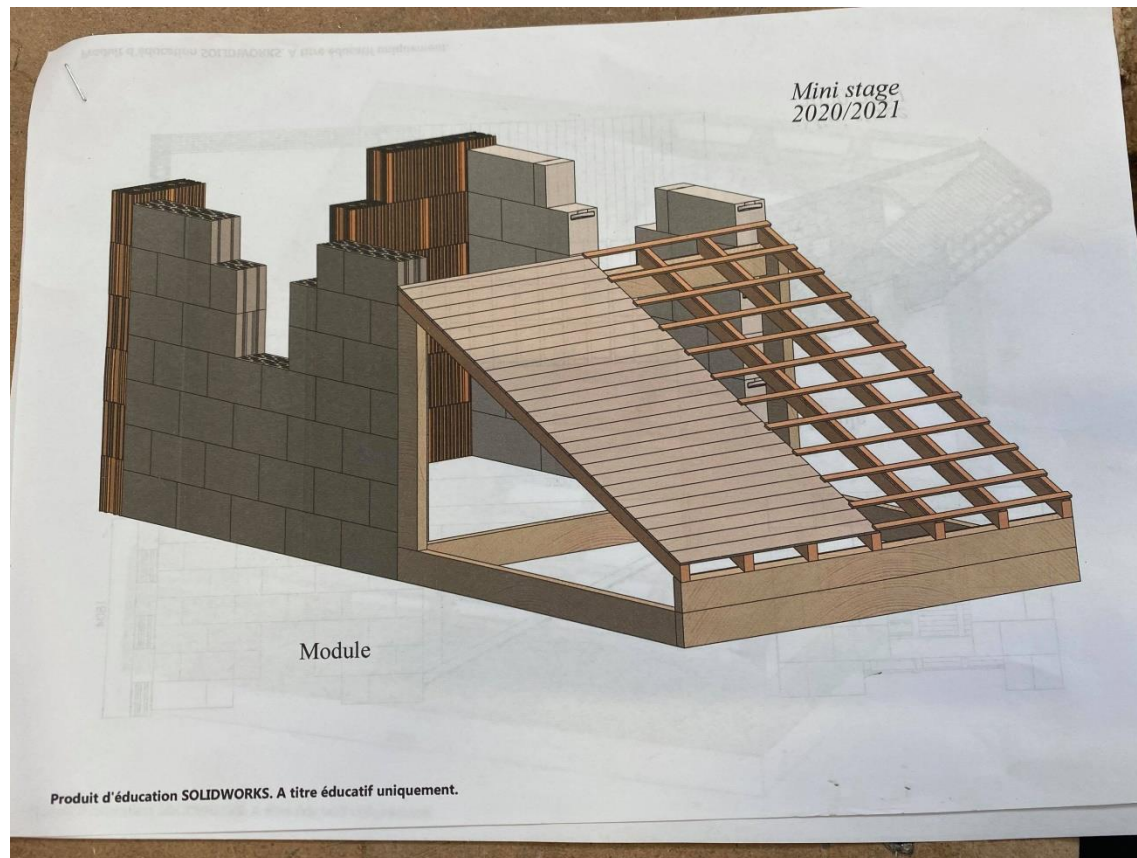 Mini stage
2020/2021
Module
Produit d'éducation SOLIDWORKS. A titre éducatif uniquement.